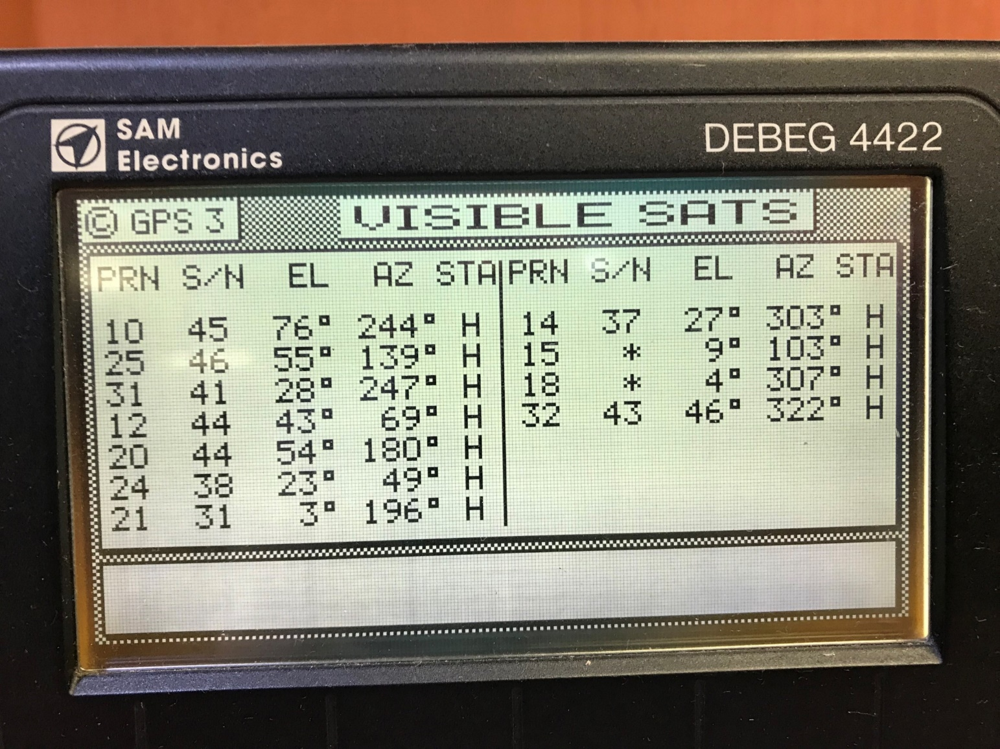 SAM
Electronics
DEBEG 4422
© GPS 3 VISIBLE SATS
PRN S/N EL AZ STA PRN S/N EL AZ STA
10 45 76° 244° H 14 37 27° 303° H
25 46 55° 139° H 15 * 9° 103° H
31 41 28° 247° H 18 * 4° 307° H
12 44 43° 69° H 32 43 46° 322° H
20 44 54° 180° H
24 38 23° 49° H
21 31 3° 196° H